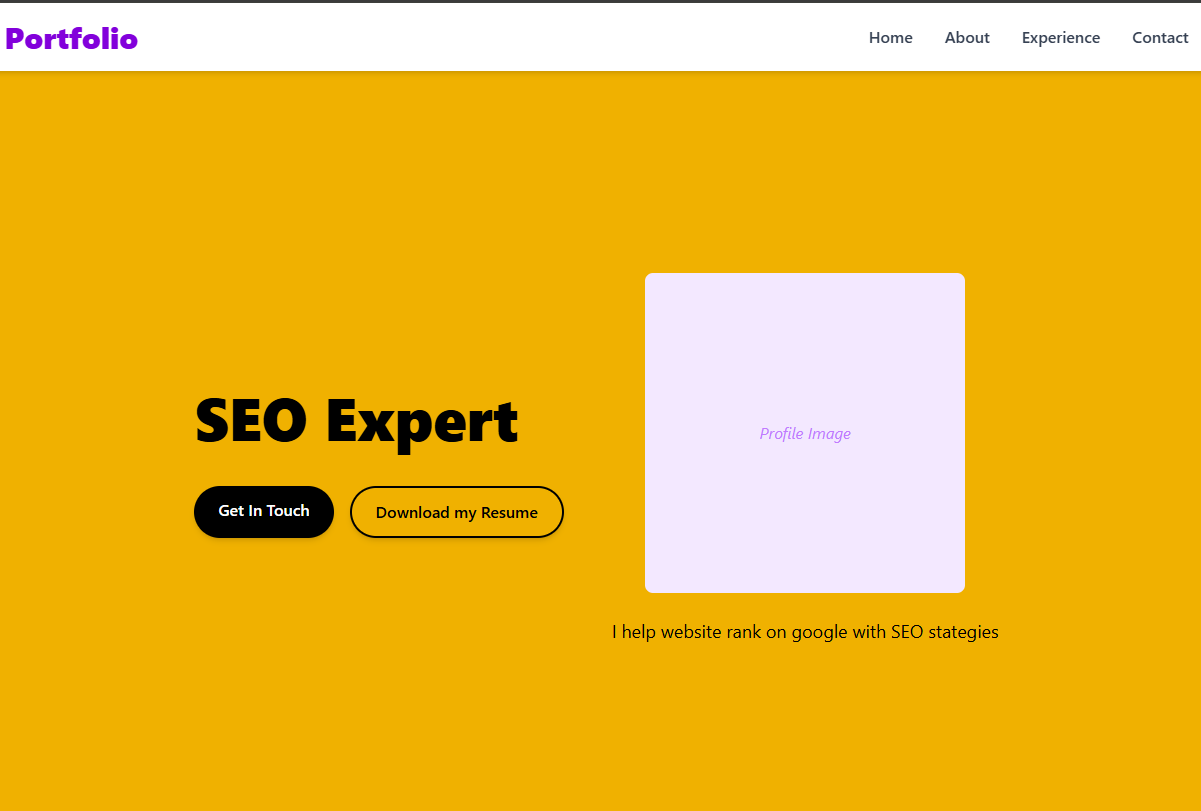 Portfolio
Home About Experience Contact
SEO Expert
Get In Touch
Download my Resume
Profile Image
I help website rank on google with SEO stategies